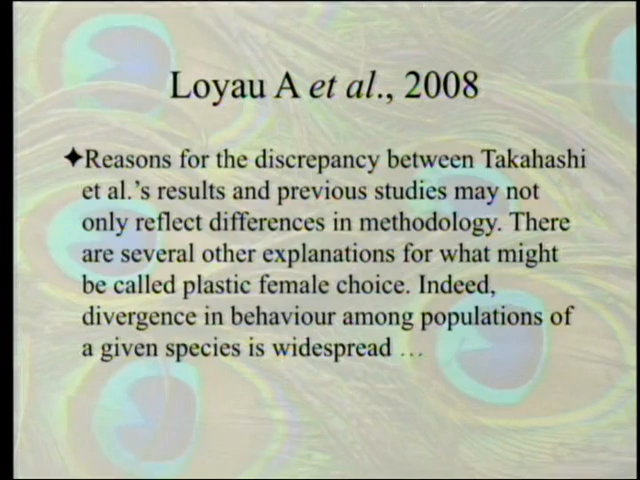 Loyau A et al., 2008
✦Reasons for the discrepancy between Takahashi
et al.'s results and previous studies may not
only reflect differences in methodology. There
are several other explanations for what might
be called plastic female choice. Indeed,
divergence in behaviour among populations of
a given species is widespread …